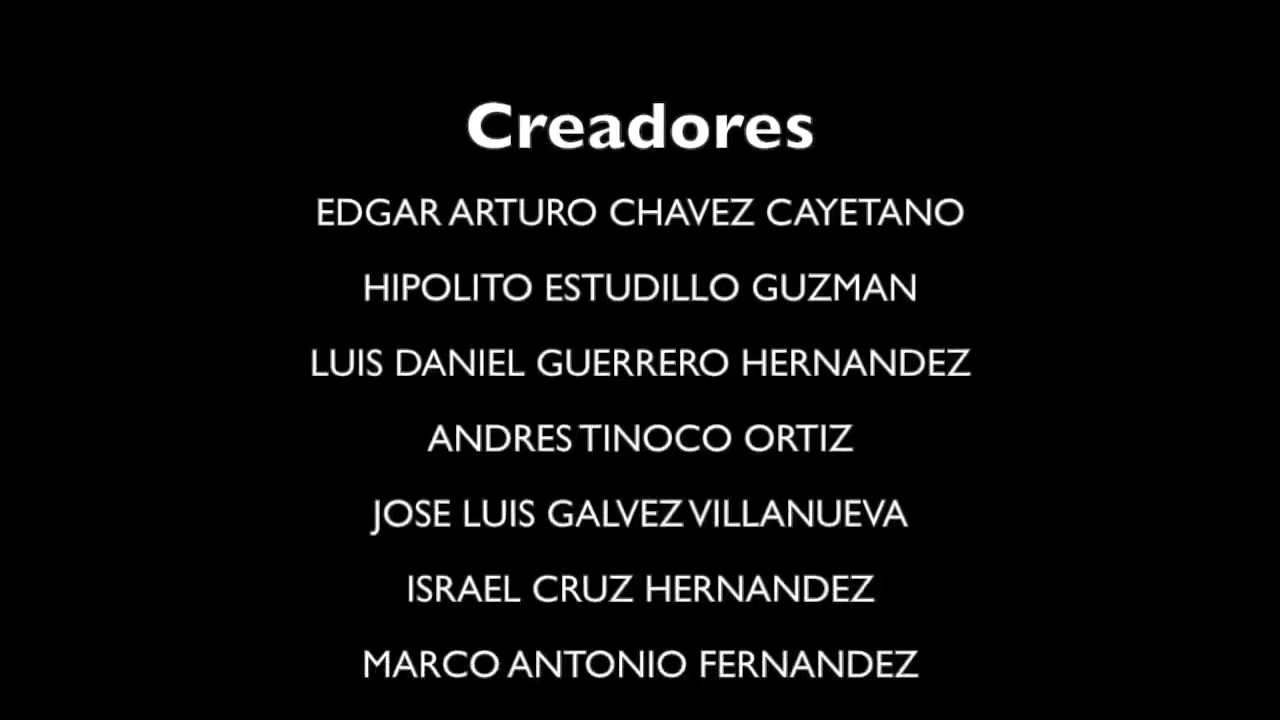 Creadores
EDGAR ARTURO CHAVEZ CAYETANO
HIPOLITO ESTUDILLO GUZMAN
LUIS DANIEL GUERRERO HERNANDEZ
ANDRES TINOCO ORTIZ
JOSE LUIS GALVEZ VILLANUEVA
ISRAEL CRUZ HERNANDEZ
MARCO ANTONIO FERNANDEZ